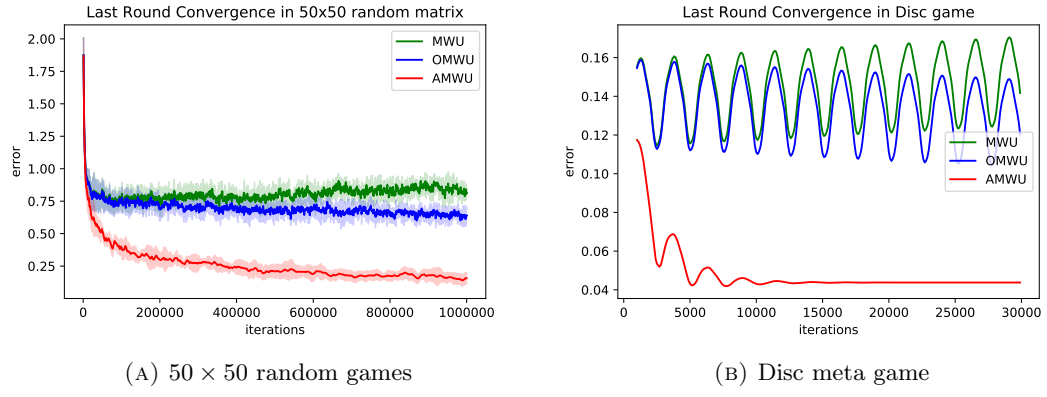 Last Round Convergence in 50x50 random matrix
2.00
1.75
1.50
1.25
1.00
0.75
0.50
0.25
error
MWU
OMWU
AMWU
0 200000 400000 600000 800000 1000000
iterations
(A) 50 × 50 random games
Last Round Convergence in Disc game
0.16
0.14
0.12
0.10
0.08
0.06
0.04
error
MWU
OMWU
AMWU
0 5000 10000 15000 20000 25000 30000
iterations
(B) Disc meta game